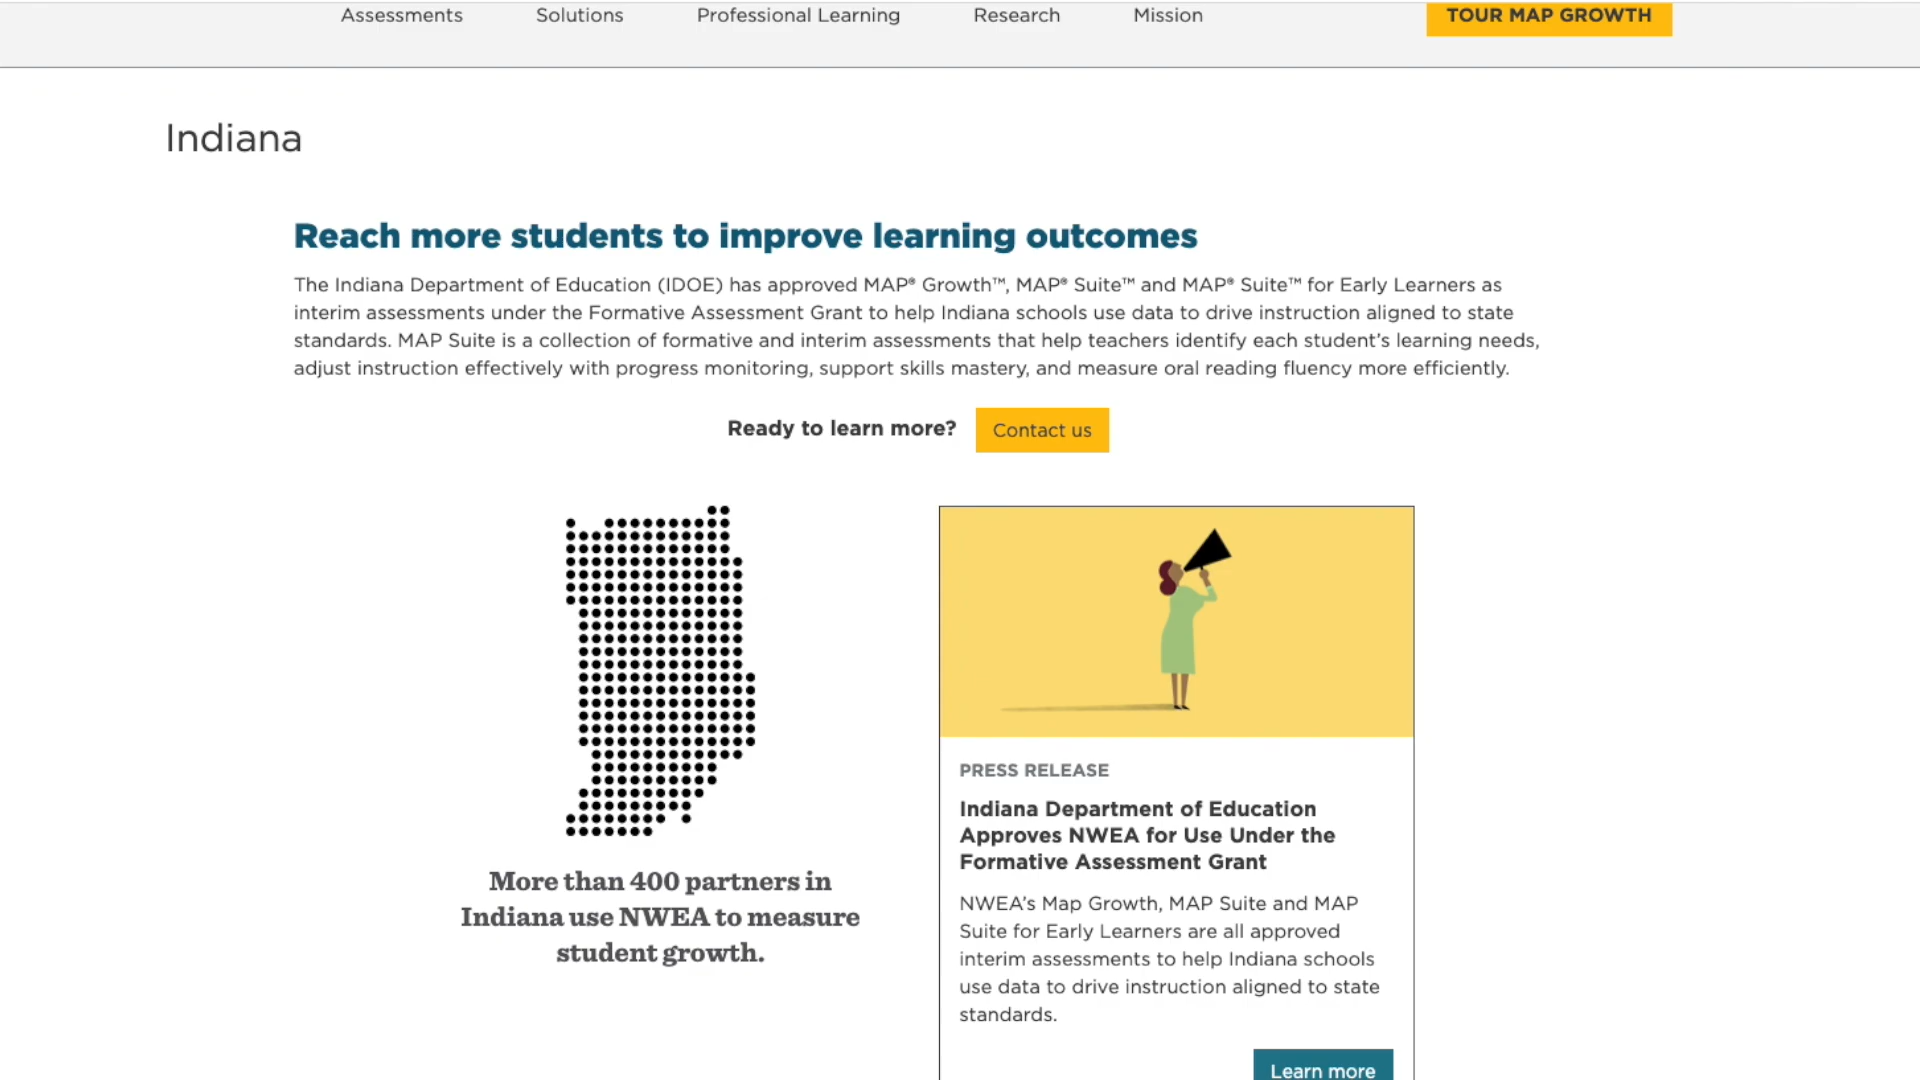 Assessments Solutions Professional Learning Research Mission TOUR MAP GROWTH
Indiana
Reach more students to improve learning outcomes
The Indiana Department of Education (IDOE) has approved MAP® Growth™, MAP® Suite™ and MAP® Suite™ for Early Learners as
interim assessments under the Formative Assessment Grant to help Indiana schools use data to drive instruction aligned to state
standards. MAP Suite is a collection of formative and interim assessments that help teachers identify each student’s learning needs,
adjust instruction effectively with progress monitoring, support skills mastery, and measure oral reading fluency more efficiently.
Ready to learn more? Contact us
More than 400 partners in
Indiana use NWEA to measure
student growth.
PRESS RELEASE
Indiana Department of Education
Approves NWEA for Use Under the
Formative Assessment Grant
NWEA’s Map Growth, MAP Suite and MAP
Suite for Early Learners are all approved
interim assessments to help Indiana schools
use data to drive instruction aligned to state
standards.
Learn more